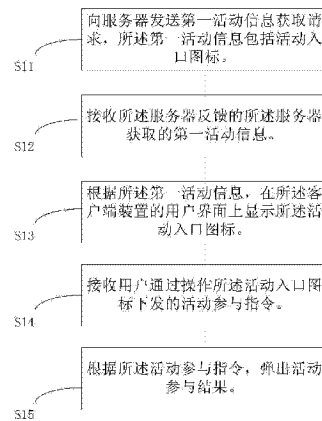 向服务器发送第一活动信息获取请
求，所述第一活动信息包括活动入
口图标。
S11
接收所述服务器反馈的所述服务器
获取的第一活动信息。
S12
根据所述第一活动信息，在所述客
户端装置的用户界面上显示所述活
动入口图标。
S13
接收用户通过操作所述活动入口图
标下发的活动参与指令。
S14
根据所述活动参与指令，弹出活动
参与结果。
S15